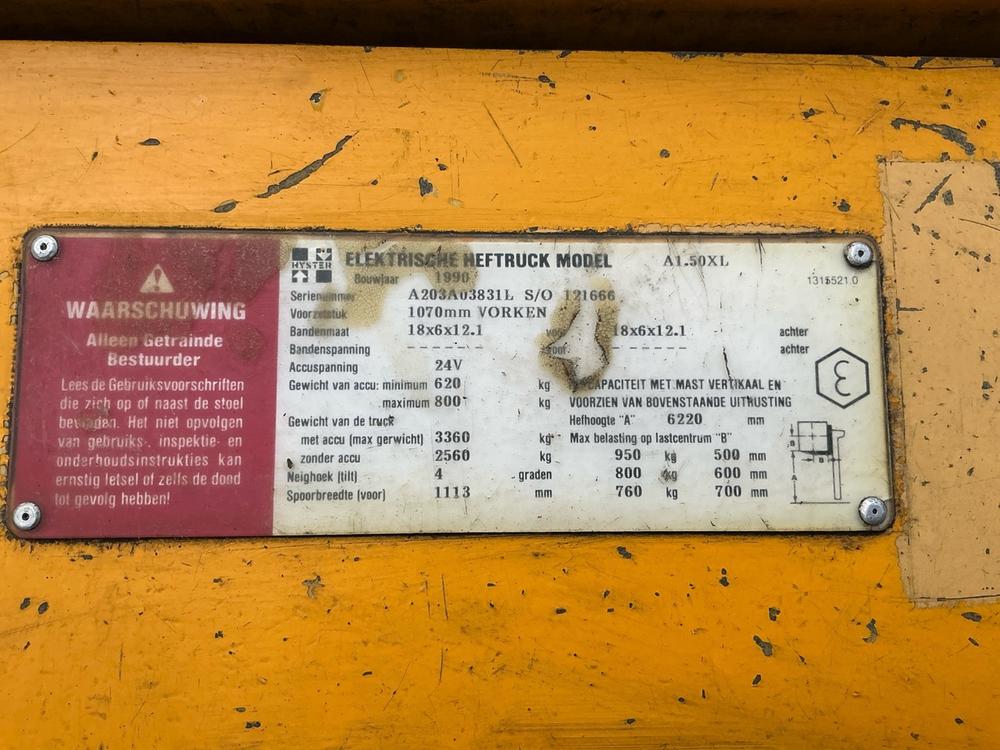 WAARSCHUWING
Alleen Getrainde
Bestuurder
Lees de Gebruiksvoorschriften
die zich op of naast de stoel
bevinden. Het niet opvolgen
van gebruiks-, inspektie- en
onderhoudsinstrukties kan
ernstig letsel of zelfs de dood
tot gevolg hebben!
HYSTER
ELEKTRISCHE HEFTRUCK MODEL A1.50XL
Bouwjaar 1990
1315521.0
Serienummer A203A03831L S/O 121666
Voorzetstuk 1070mm VORKEN
Bandenmaat 18x6x12.1 18x6x12.1 achter
Bandenspanning - - - - - - - - - - - - achter
Accuspanning 24V
Gewicht van accu: minimum 620 kg
maximum 800 kg
Gewicht van de truck
met accu (max gerwicht) 3360 kg
zonder accu 2560 kg
Neighoek (tilt) 4 graden
Spoorbreedte (voor) 1113 mm
CAPACITEIT MET MAST VERTIKAAL EN
VOORZIEN VAN BOVENSTAANDE UITRUSTING
Hefhoogte "A" 6220 mm
Max belasting op lastcentrum "B"
950 kg 500 mm
800 kg 600 mm
760 kg 700 mm
Ɛ
B
A